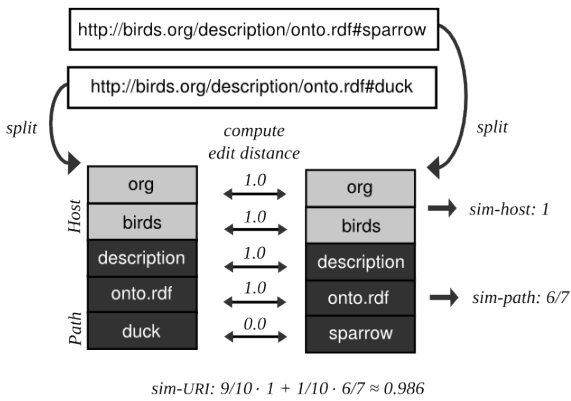 http://birds.org/description/onto.rdf#sparrow
http://birds.org/description/onto.rdf#duck
split
compute
edit distance
split
Host
org
1.0
org
birds
1.0
birds
sim-host: 1
description
1.0
description
Path
onto.rdf
1.0
onto.rdf
sim-path: 6/7
duck
0.0
sparrow
sim-URI: 9/10 · 1 + 1/10 · 6/7 ≈ 0.986